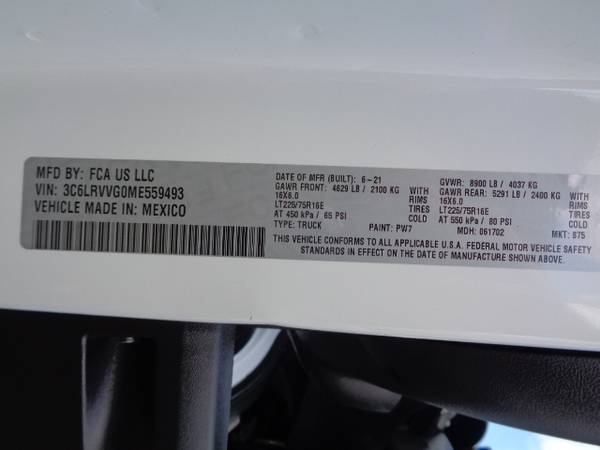 MFD BY: FCA US LLC
VIN: 3C6LRVVG0ME559493
VEHICLE MADE IN: MEXICO
DATE OF MFR (BUILT): 6-21
GVWR: 8900 LB / 4037 KG
GAWR FRONT: 4629 LB / 2100 KG WITH
GAWR REAR: 5291 LB / 2400 KG WITH
16X6.0 RIMS
16X6.0 RIMS
LT225/75R16E TIRES
LT225/75R16E TIRES
AT 450 kPa / 65 PSI COLD
AT 550 kPa / 80 PSI COLD
TYPE: TRUCK PAINT: PW7 MDH: 061702 MKT: 875
THIS VEHICLE CONFORMS TO ALL APPLICABLE U.S.A. FEDERAL MOTOR VEHICLE SAFETY
STANDARDS IN EFFECT ON THE DATE OF MANUFACTURE SHOWN ABOVE